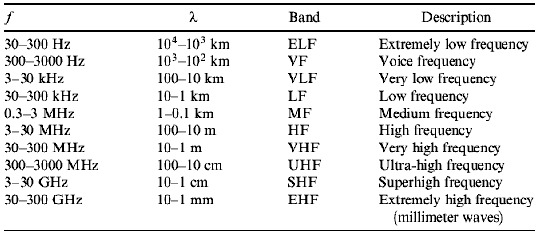 f λ Band Description
30–300 Hz 10⁴–10³ km ELF Extremely low frequency
300–3000 Hz 10³–10² km VF Voice frequency
3–30 kHz 100–10 km VLF Very low frequency
30–300 kHz 10–1 km LF Low frequency
0.3–3 MHz 1–0.1 km MF Medium frequency
3–30 MHz 100–10 m HF High frequency
30–300 MHz 10–1 m VHF Very high frequency
300–3000 MHz 100–10 cm UHF Ultra-high frequency
3–30 GHz 10–1 cm SHF Superhigh frequency
30–300 GHz 10–1 mm EHF Extremely high frequency
(millimeter waves)